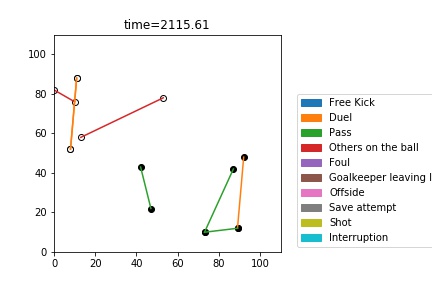 time=2115.61
100
80
60
40
20
0
0 20 40 60 80 100
Free Kick
Duel
Pass
Others on the ball
Foul
Goalkeeper leaving l
Offside
Save attempt
Shot
Interruption